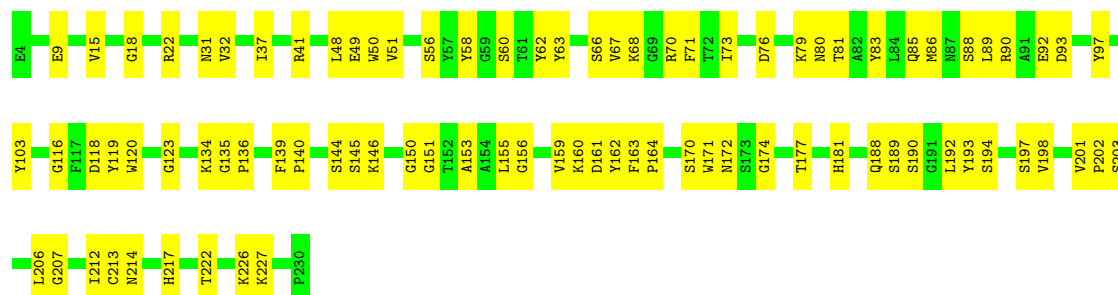 E4 E9 V15 G18 R22 N31 V32 I37 R41 L48 E49 W50 V51 S56 Y57 Y58 G59 S60 T61 Y62 Y63 S66 V67 K68 G69 R70 F71 T72 I73 D76 K79 N80 T81 A82 Y83 L84 Q85 M86 N87 S88 L89 R90 A91 E92 D93 Y97
Y103 G116 F117 D118 Y119 W120 G123 K134 G135 P136 F139 P140 S144 S145 K146 G150 G151 T152 A153 A154 L155 G156 V159 K160 D161 Y162 F163 P164 S170 W171 N172 S173 G174 T177 H181 Q188 S189 S190 G191 L192 Y193 S194 S197 V198 V201 P202 S203
L206 G207 I212 C213 N214 H217 T222 K226 K227 P230